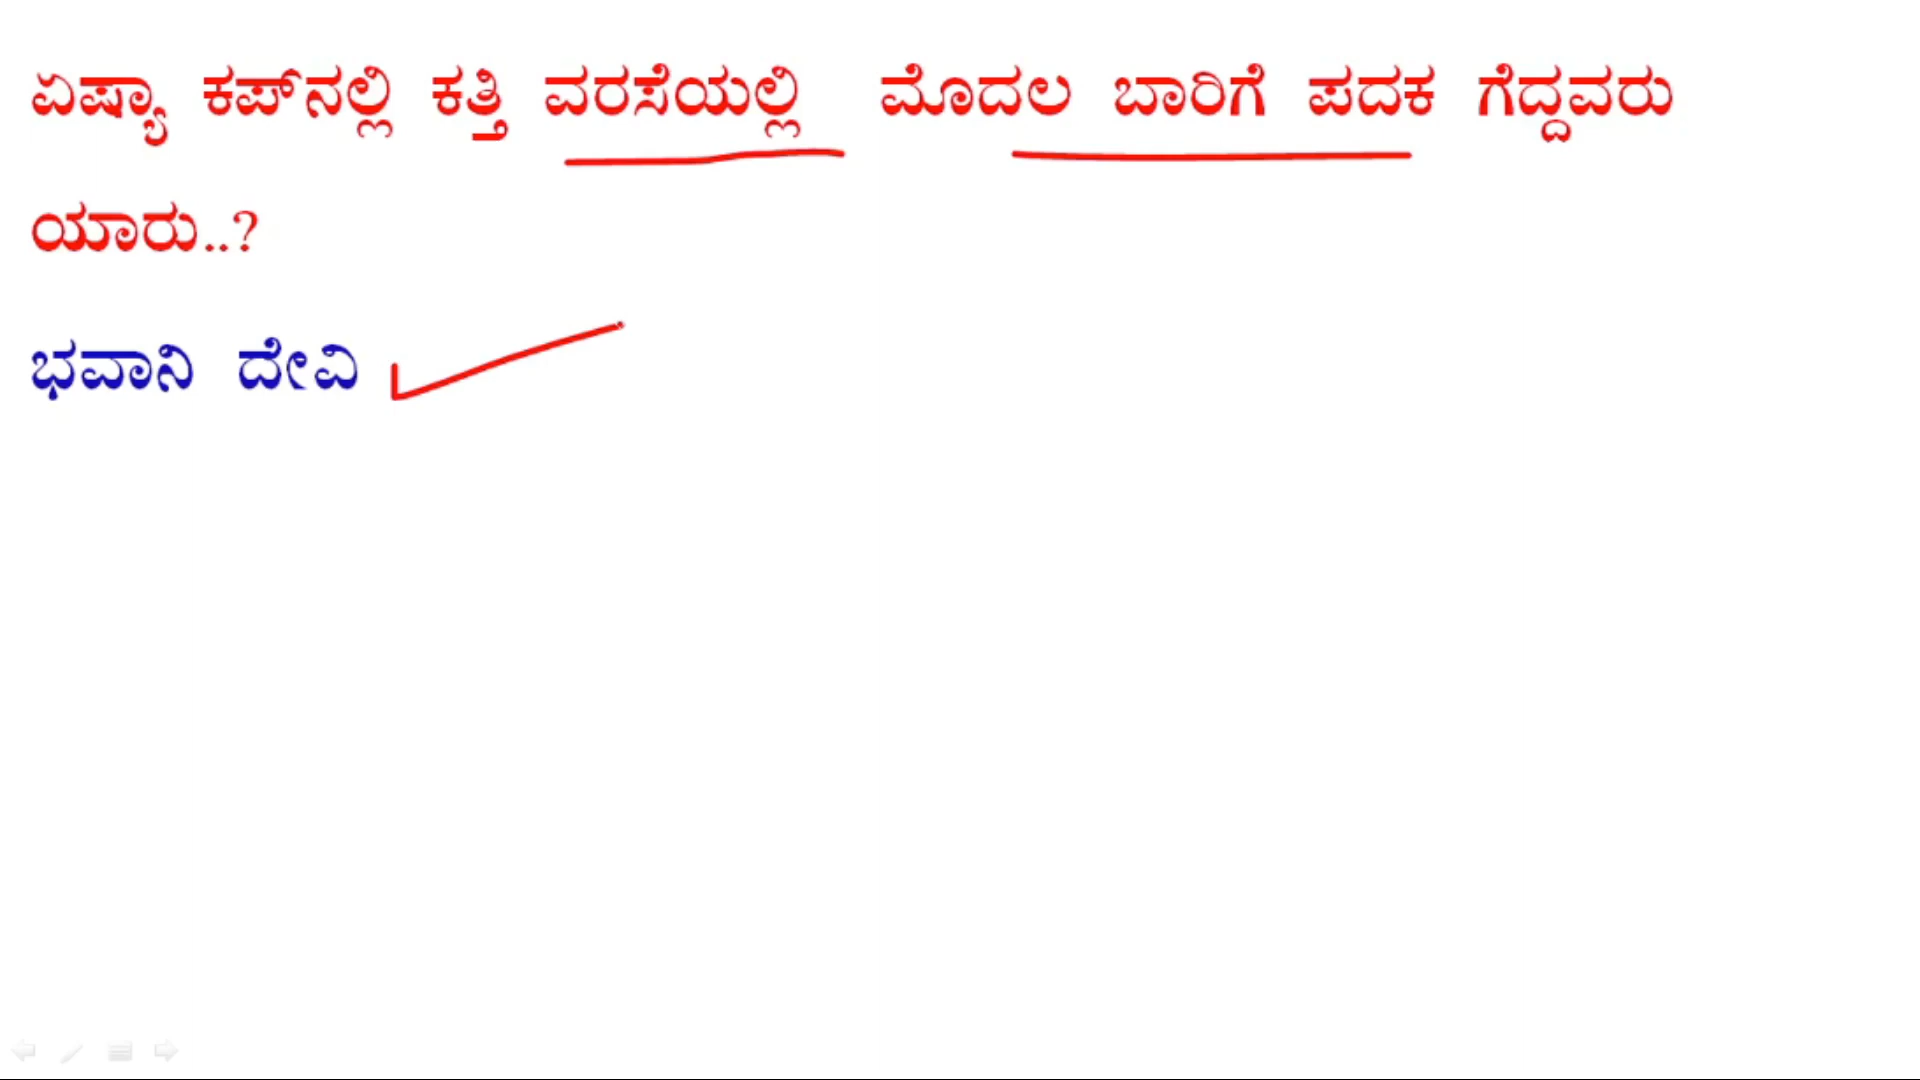 ಏಷ್ಯಾ ಕಪ್‌ನಲ್ಲಿ ಕತ್ತಿ ವರಸೆಯಲ್ಲಿ ಮೊದಲ ಬಾರಿಗೆ ಪದಕ ಗೆದ್ದವರು
ಯಾರು..?
ಭವಾನಿ ದೇವಿ